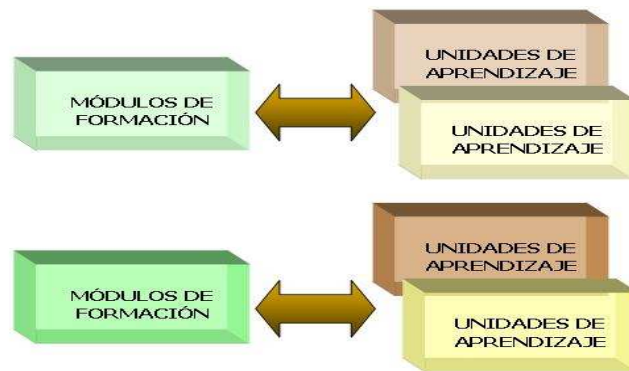 UNIDADES DE
APRENDIZAJE
MÓDULOS DE
FORMACIÓN
UNIDADES DE
APRENDIZAJE
UNIDADES DE
APRENDIZAJE
MÓDULOS DE
FORMACIÓN
UNIDADES DE
APRENDIZAJE